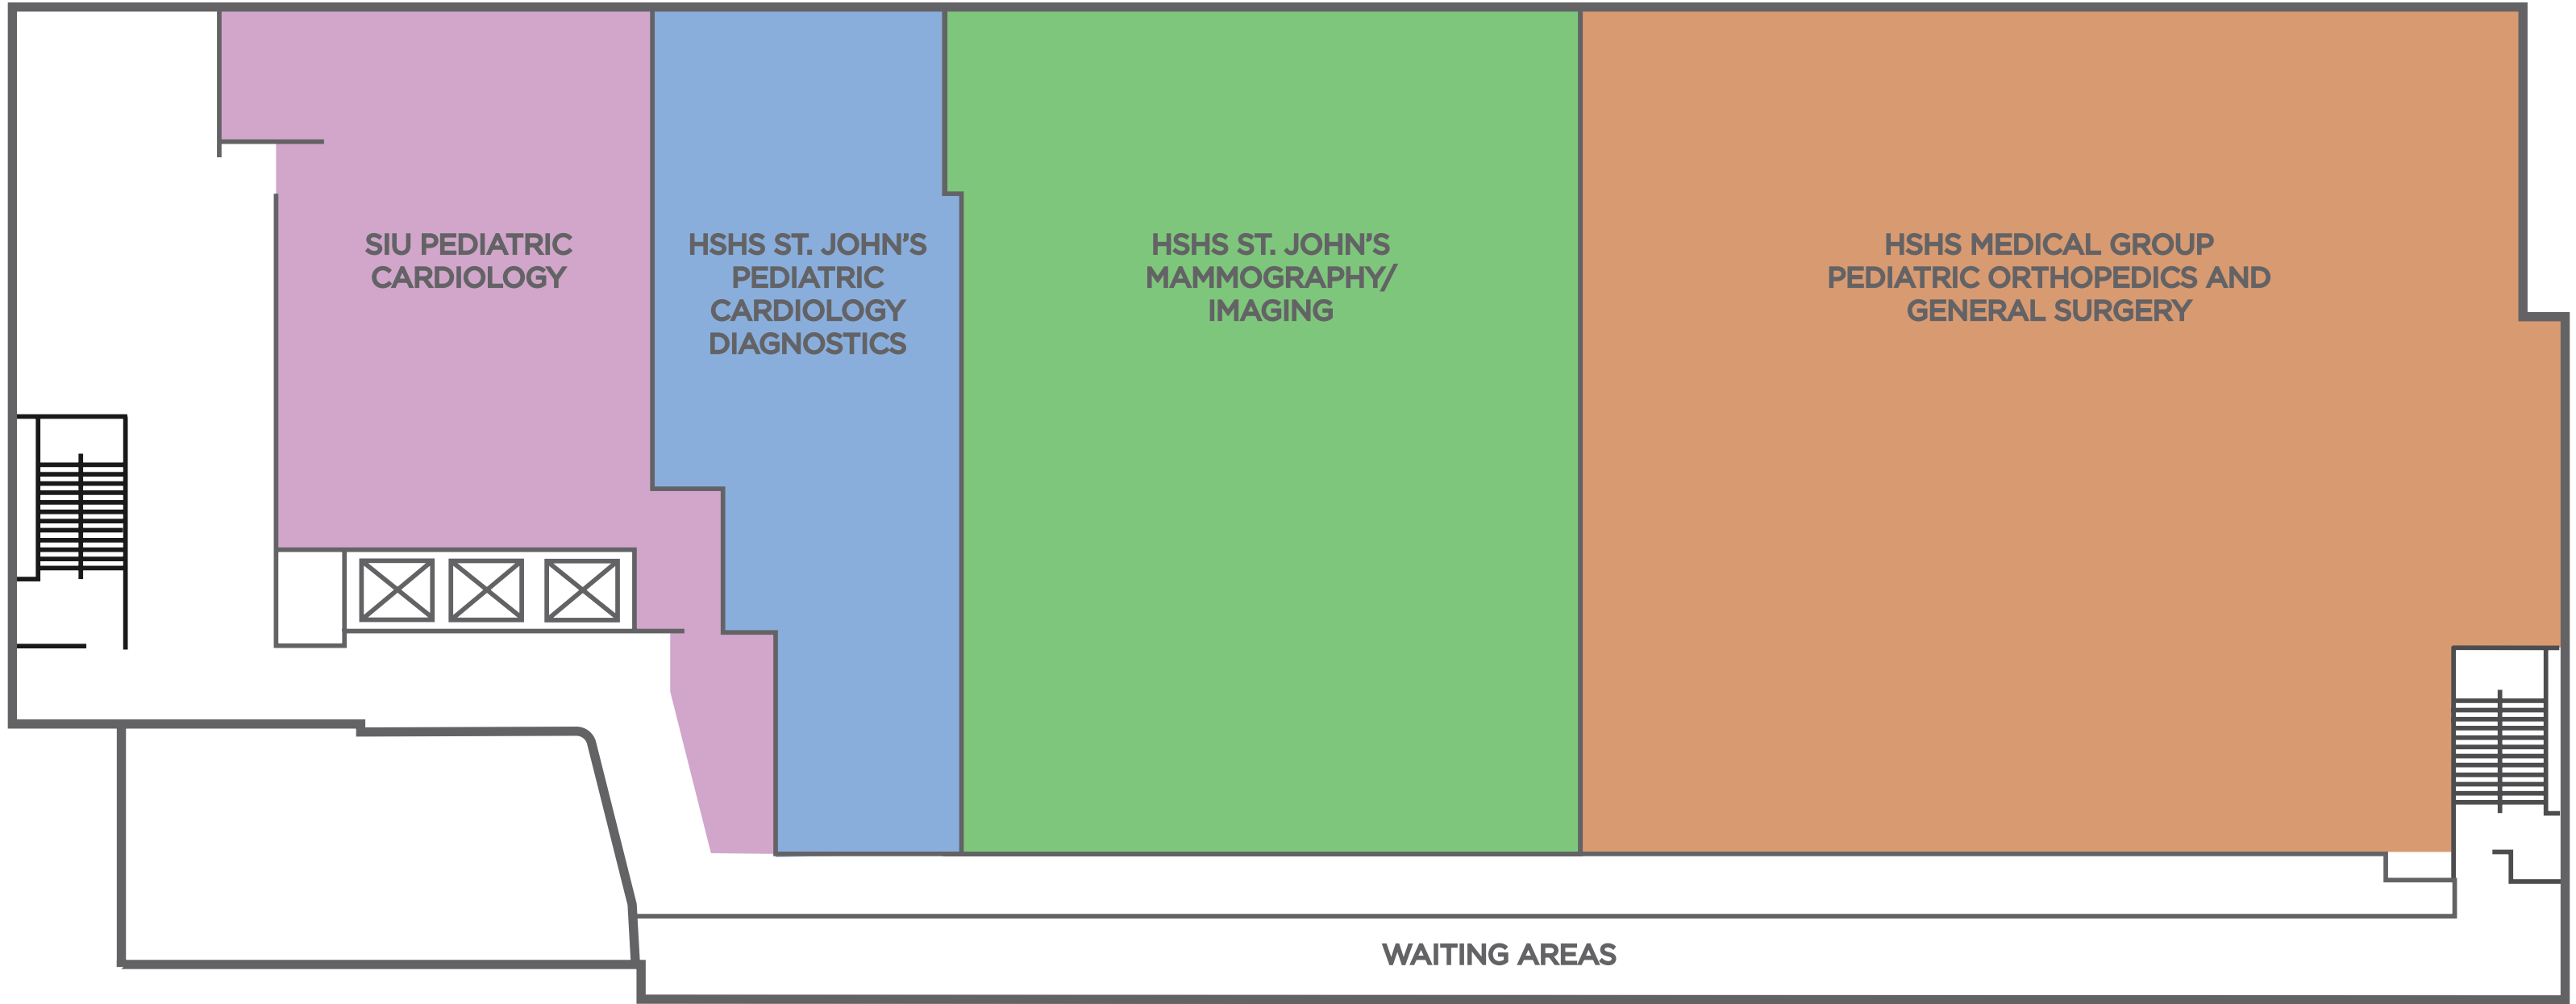 SIU PEDIATRIC
CARDIOLOGY
HSHS ST. JOHN’S
PEDIATRIC
CARDIOLOGY
DIAGNOSTICS
HSHS ST. JOHN’S
MAMMOGRAPHY/
IMAGING
HSHS MEDICAL GROUP
PEDIATRIC ORTHOPEDICS AND
GENERAL SURGERY
WAITING AREAS